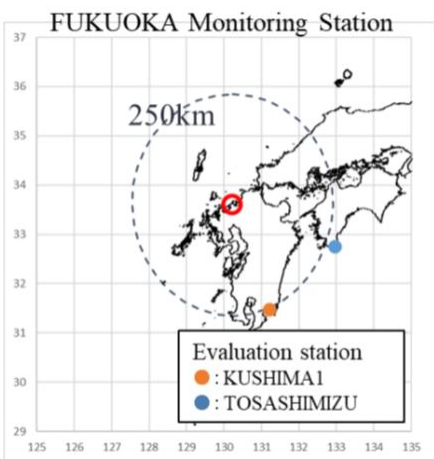 FUKUOKA Monitoring Station
37
36
250km
35
34
33
32
31
Evaluation station
: KUSHIMA1
30
: TOSASHIMIZU
29
125 126 127 128 129 130 131 132 133 134 135